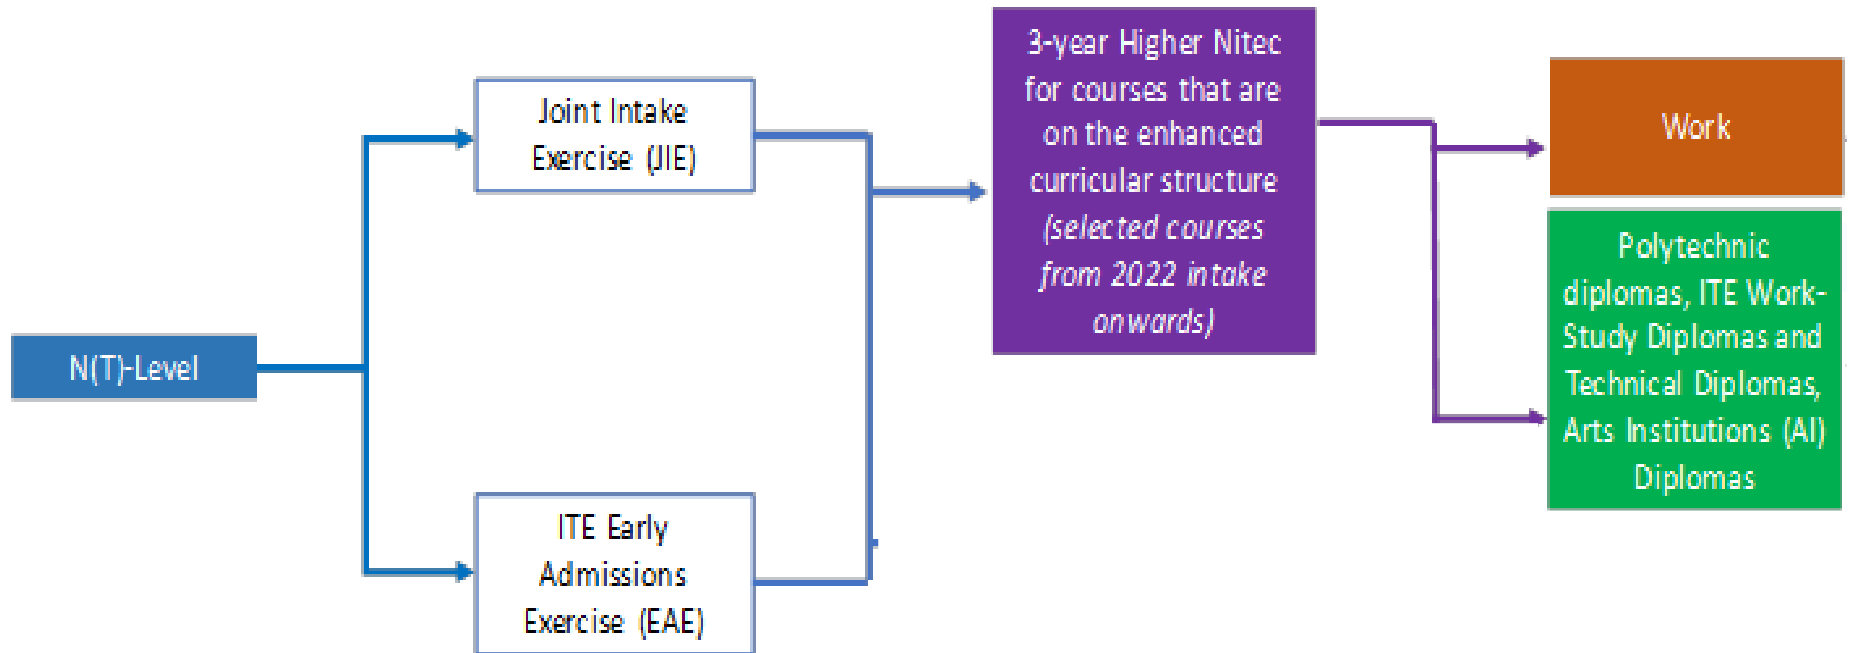 N(T)-Level
Joint Intake
Exercise (JIE)
ITE Early
Admissions
Exercise (EAE)
3-year Higher Nitec
for courses that are
on the enhanced
curricular structure
(selected courses
from 2022 intake
onwards)
Work
Polytechnic
diplomas, ITE Work-
Study Diplomas and
Technical Diplomas,
Arts Institutions (AI)
Diplomas